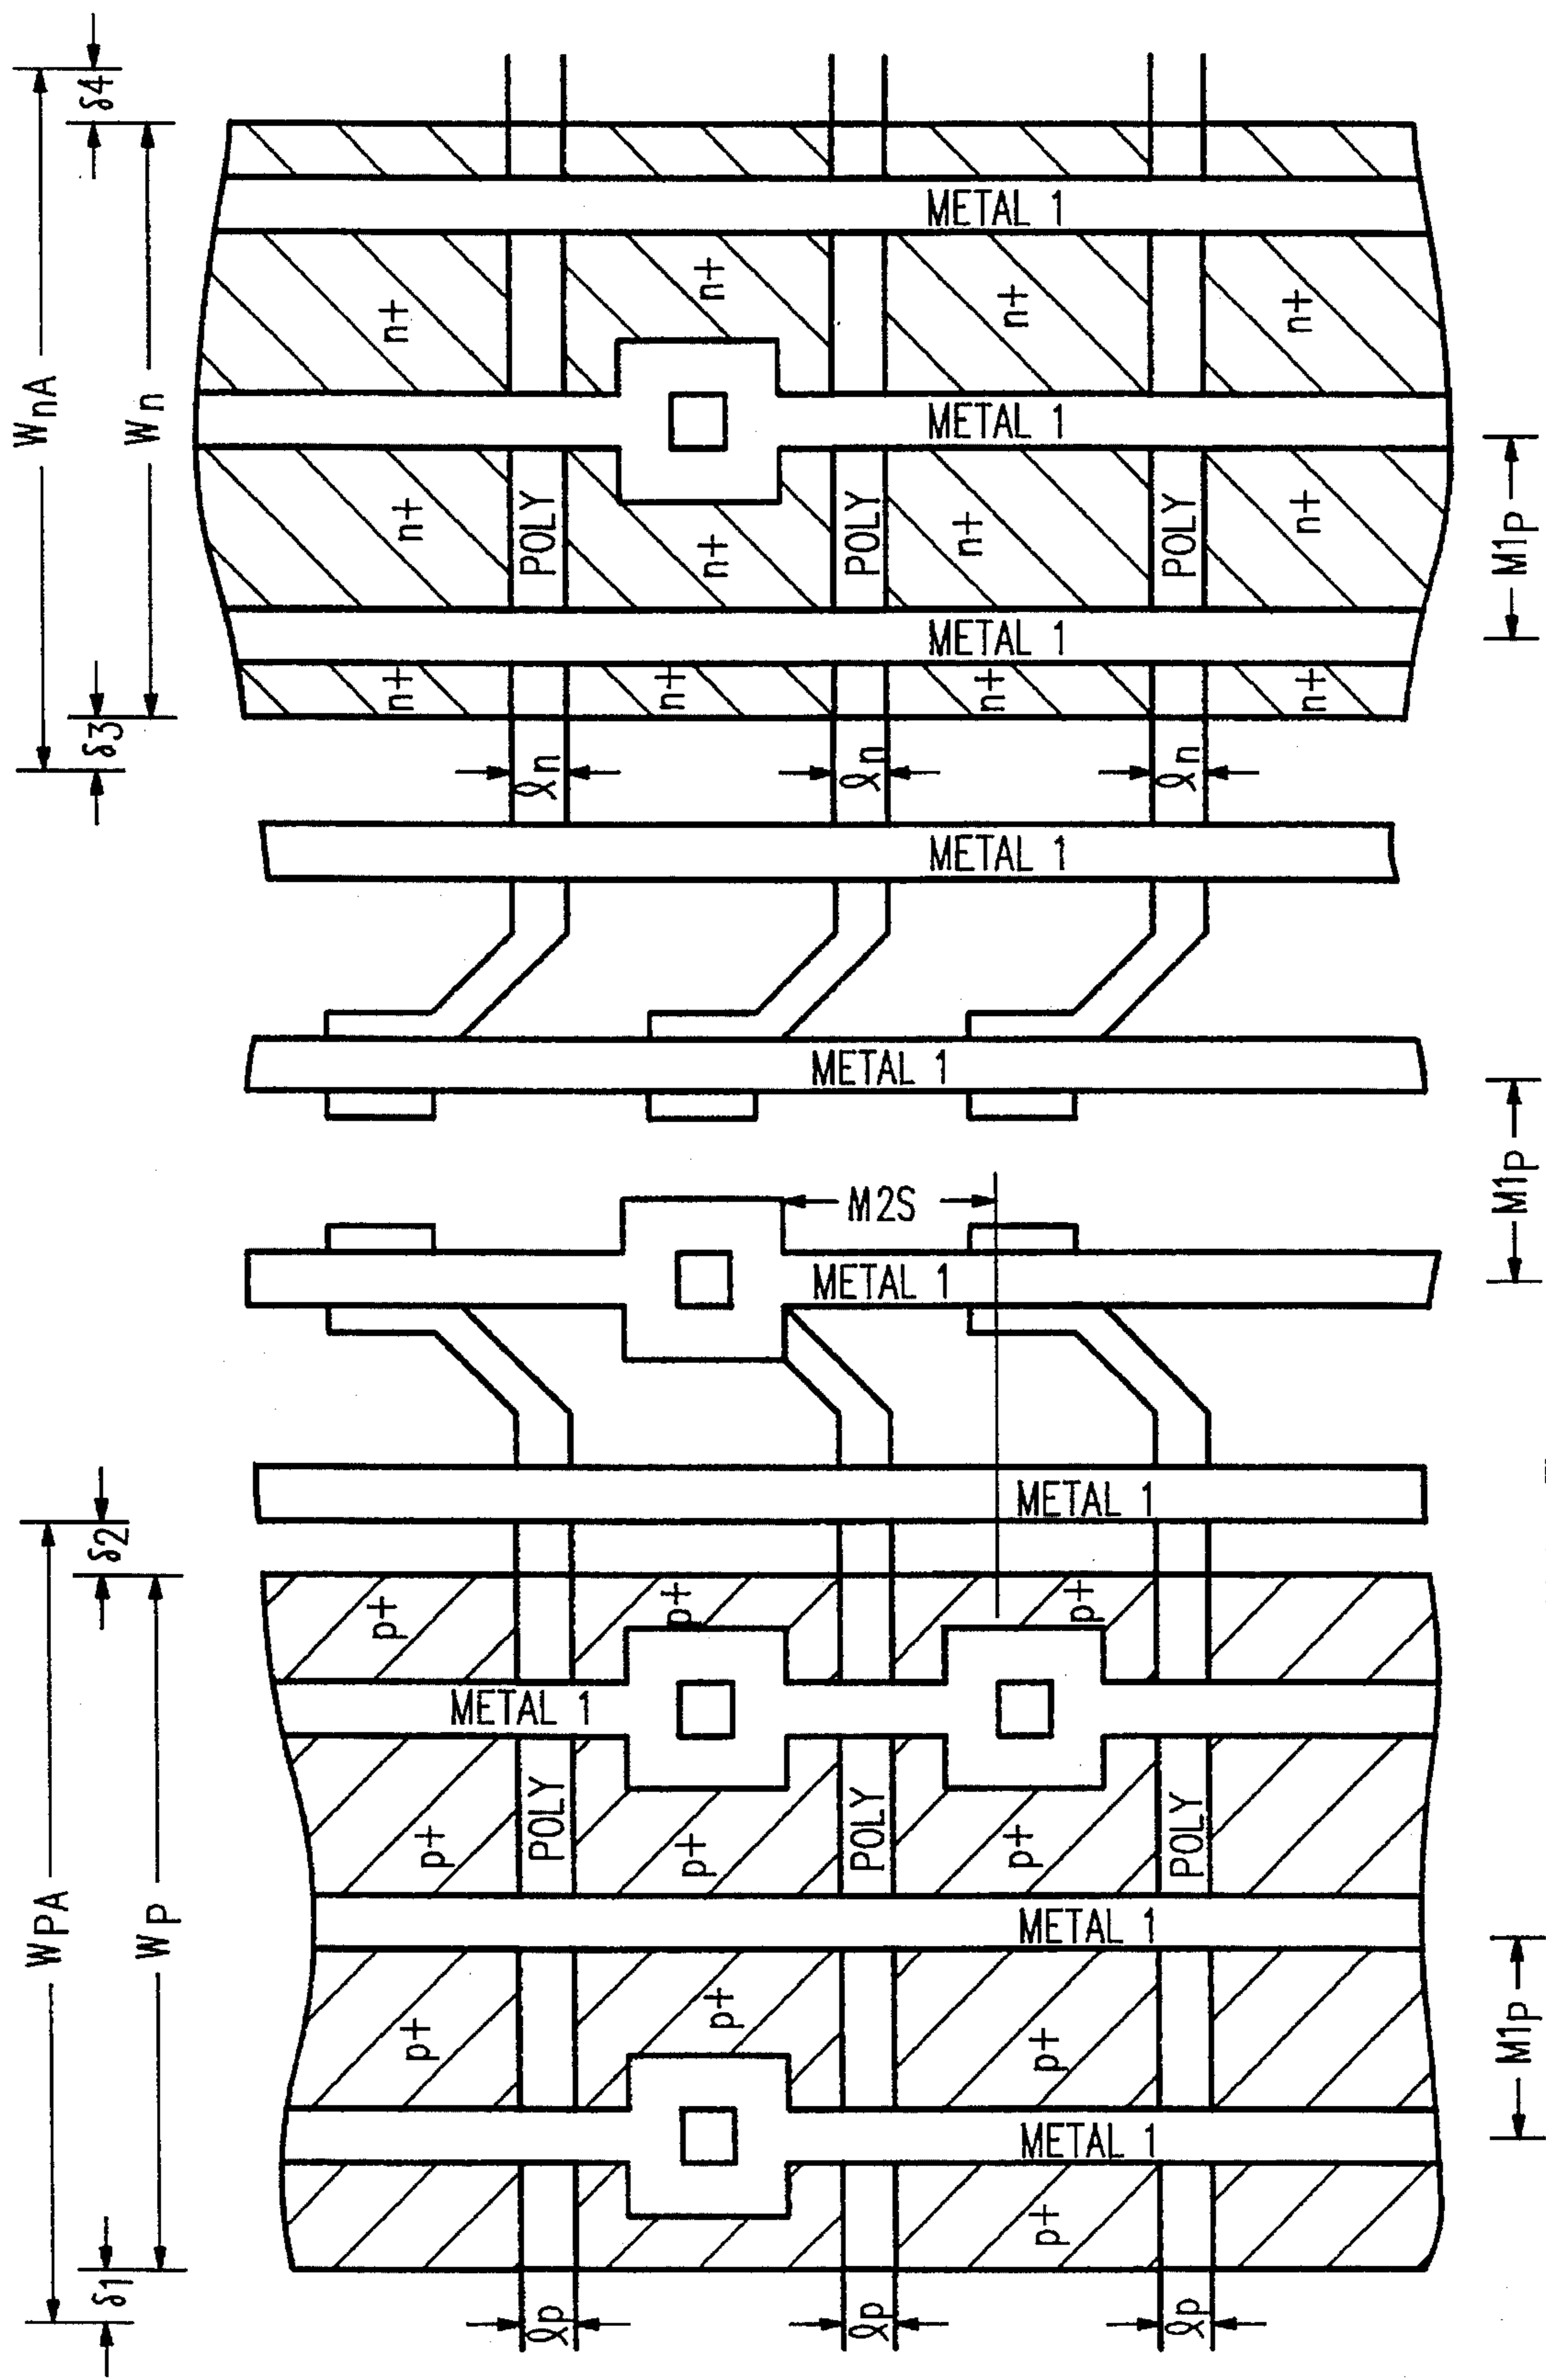 WnA
Wn
δ4
δ3
METAL 1
n+
n+
n+
n+
METAL 1
n+
n+
n+
n+
POLY
POLY
POLY
METAL 1
n+
n+
n+
n+
M1P
ℓn
ℓn
ℓn
METAL 1
METAL 1
M1P
M2S
METAL 1
METAL 1
WPA
WP
δ2
δ1
p+
p+
p+
METAL 1
POLY
POLY
POLY
p+
p+
p+
METAL 1
p+
p+
p+
M1P
METAL 1
p+
ℓp
ℓp
ℓp